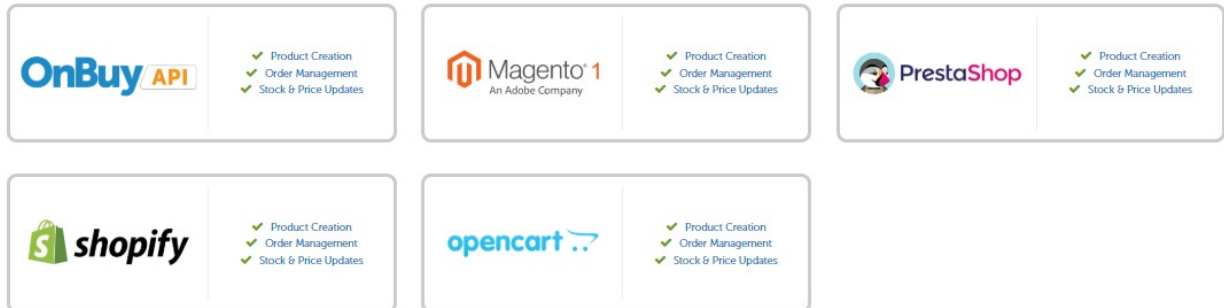 OnBuy API
Product Creation
Order Management
Stock & Price Updates
Magento® 1
An Adobe Company
Product Creation
Order Management
Stock & Price Updates
PrestaShop
Product Creation
Order Management
Stock & Price Updates
shopify
Product Creation
Order Management
Stock & Price Updates
opencart
Product Creation
Order Management
Stock & Price Updates